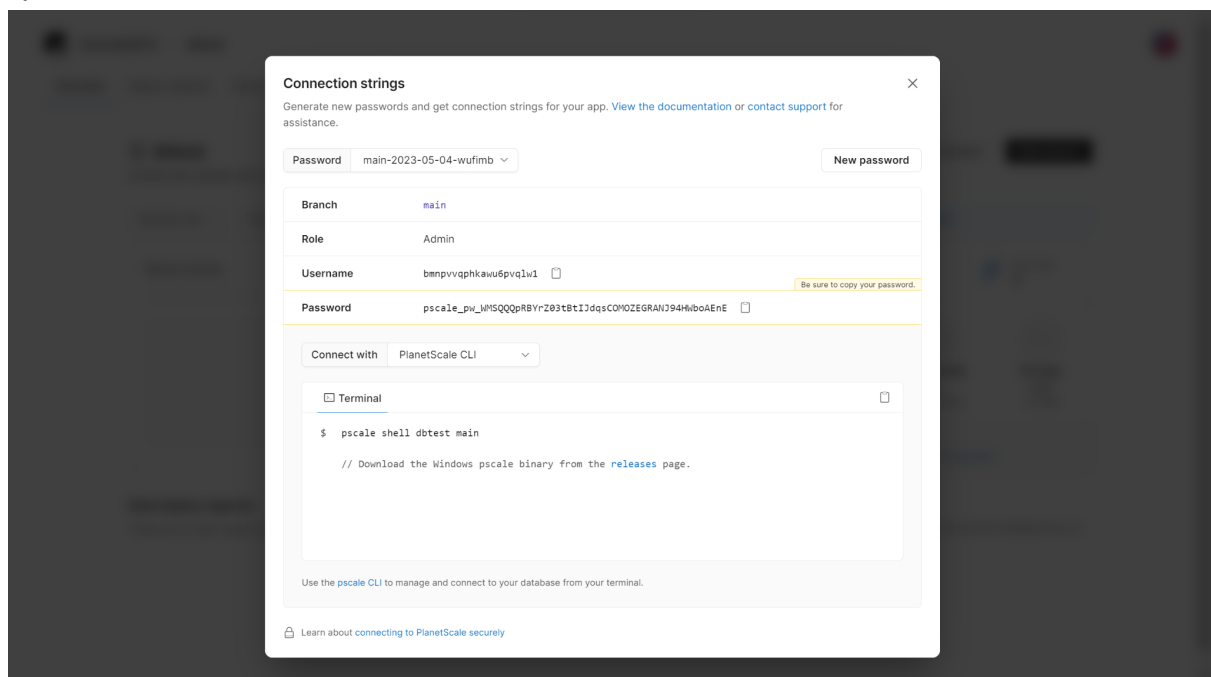 Connection strings
Generate new passwords and get connection strings for your app. View the documentation or contact support for
assistance.
Password main-2023-05-04-wufimb New password
Branch main
Role Admin
Username bmnpvvqphkawu6pvqlw1
Be sure to copy your password.
Password pscale_pw_WMSQQQpRBYrZ03tBtIJdqsCOMOZEGRANJ94HWboAEnE
Connect with PlanetScale CLI
Terminal
$ pscale shell dbtest main
// Download the Windows pscale binary from the releases page.
Use the pscale CLI to manage and connect to your database from your terminal.
Learn about connecting to PlanetScale securely